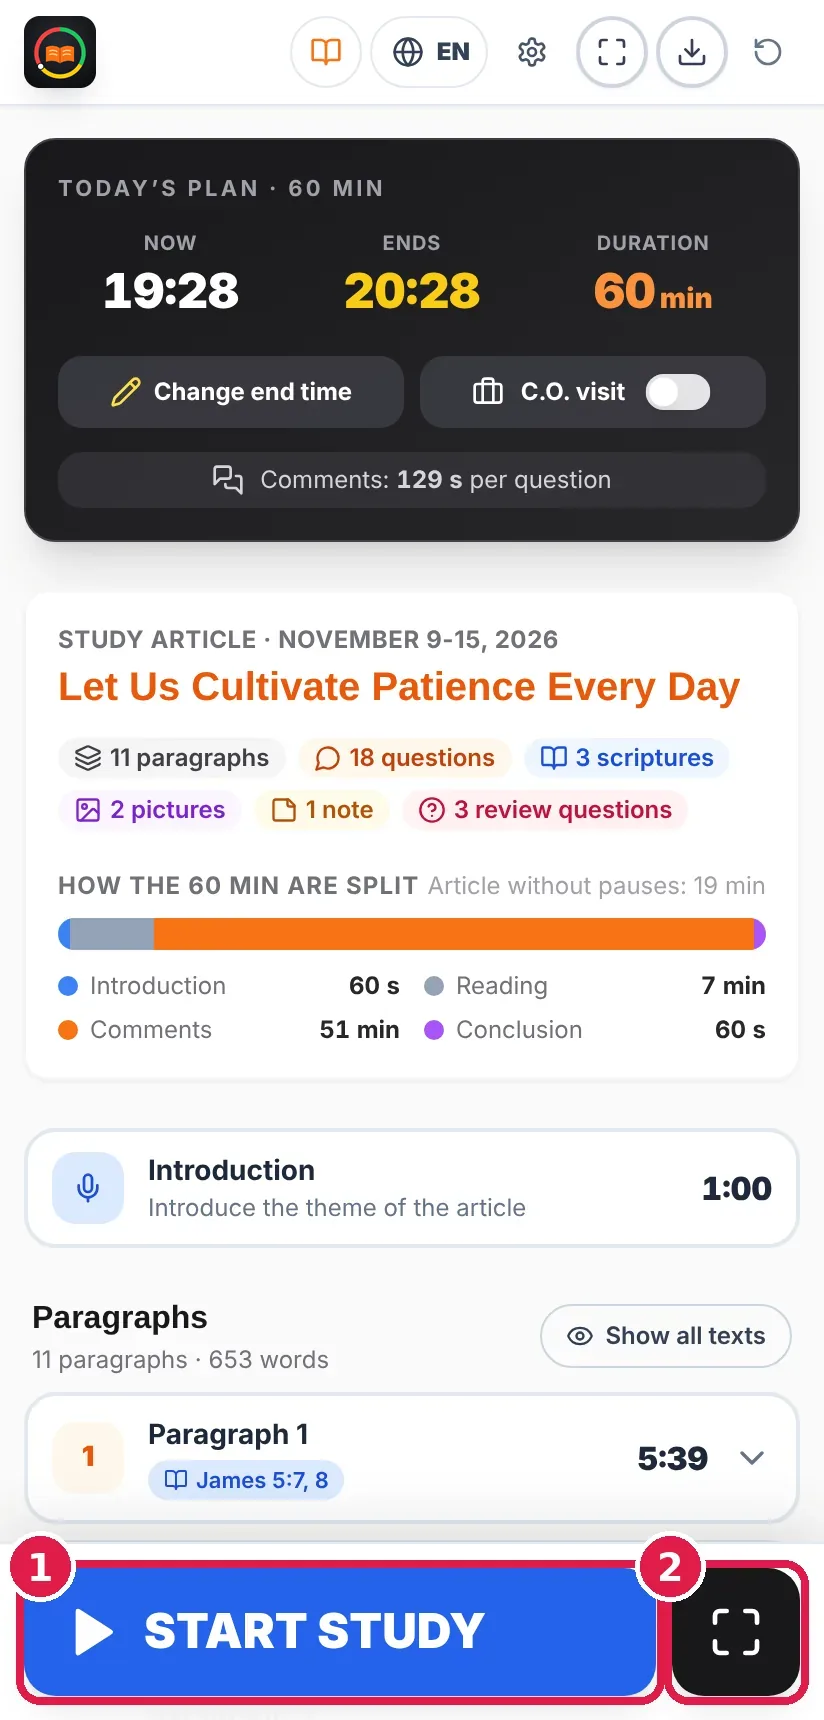 EN
TODAY'S PLAN · 60 MIN
NOW
ENDS
DURATION
19:28
20:28
60 min
Change end time
C.O. visit
Comments: 129 s per question
STUDY ARTICLE · NOVEMBER 9-15, 2026
Let Us Cultivate Patience Every Day
11 paragraphs
18 questions
3 scriptures
2 pictures
1 note
3 review questions
HOW THE 60 MIN ARE SPLIT
Article without pauses: 19 min
Introduction 60 s
Reading 7 min
Comments 51 min
Conclusion 60 s
Introduction
Introduce the theme of the article
1:00
Paragraphs
11 paragraphs · 653 words
Show all texts
1
Paragraph 1
James 5:7, 8
5:39
1
START STUDY
2